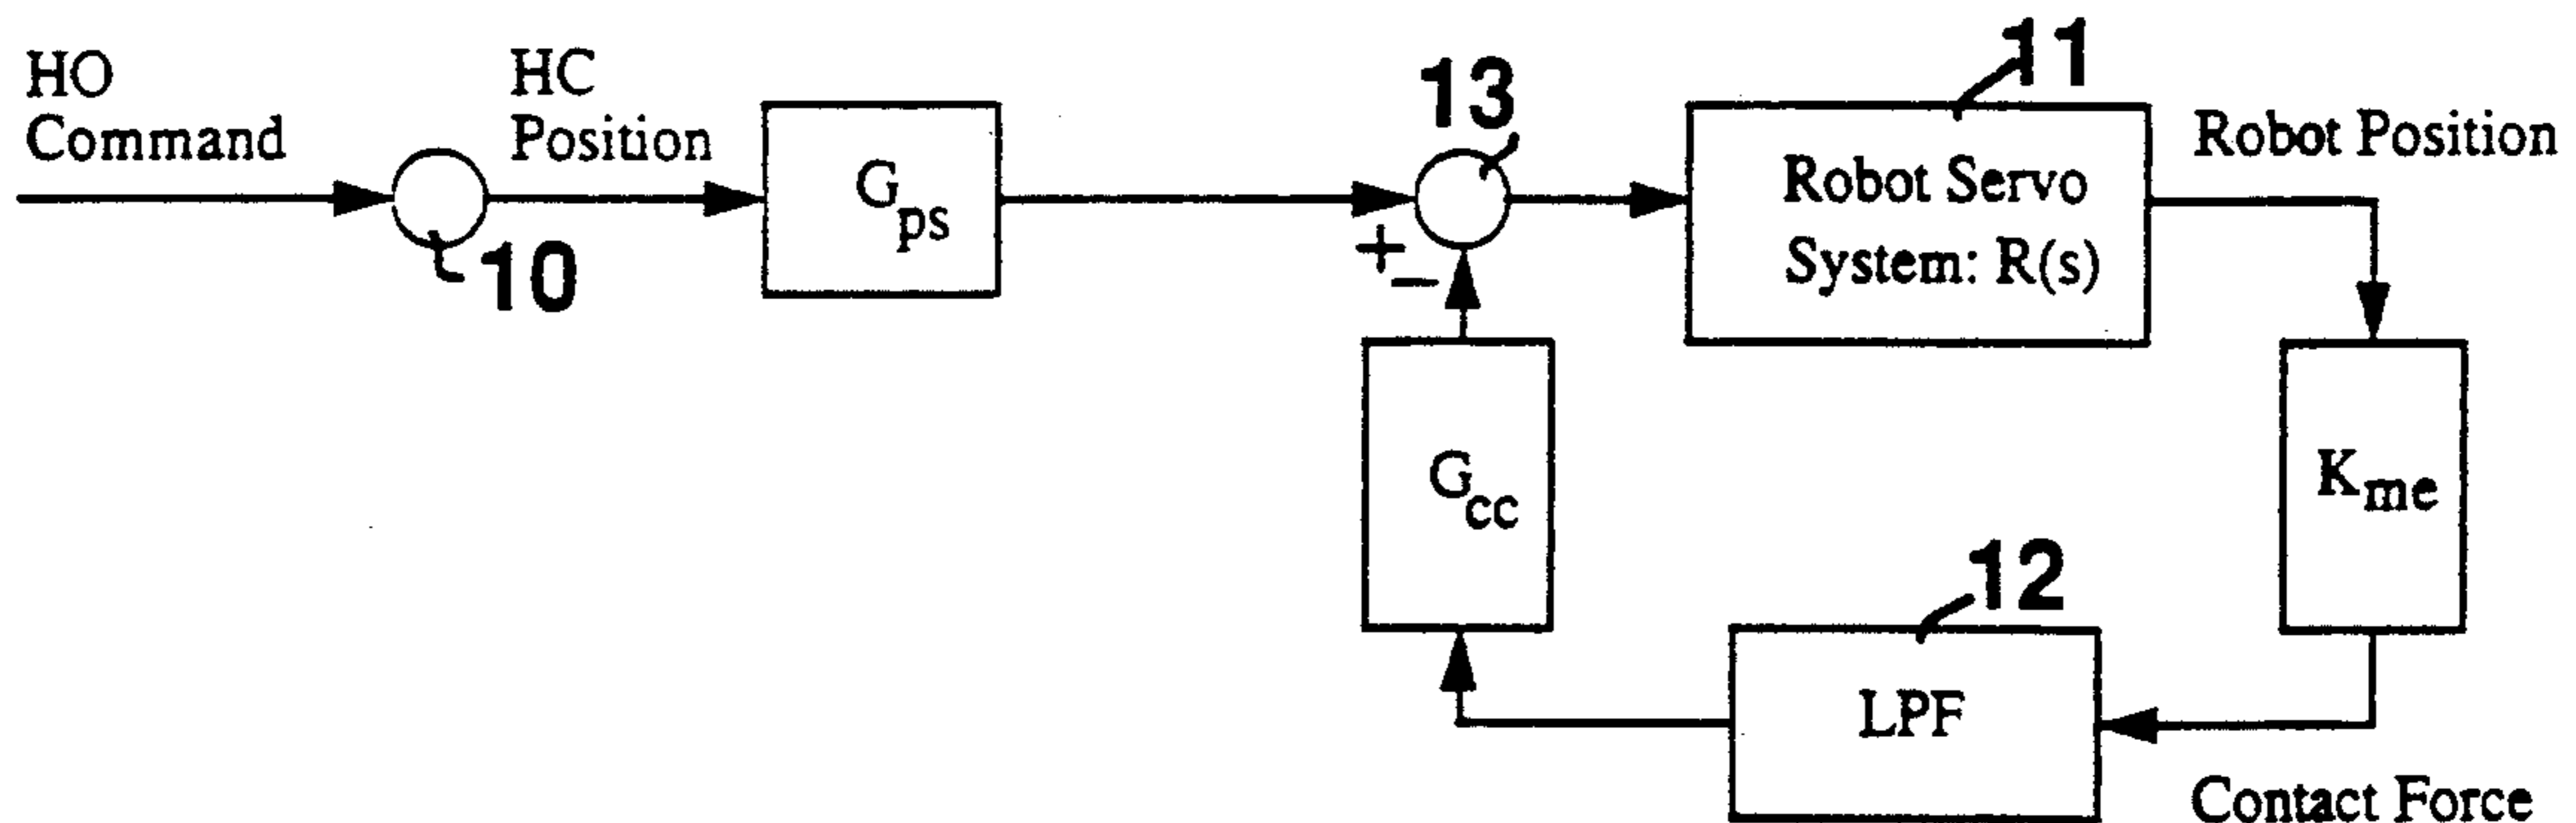 HO
Command
HC
Position
10
G_ps
13
+
−
11
Robot Servo
System: R(s)
Robot Position
G_cc
K_me
12
LPF
Contact Force